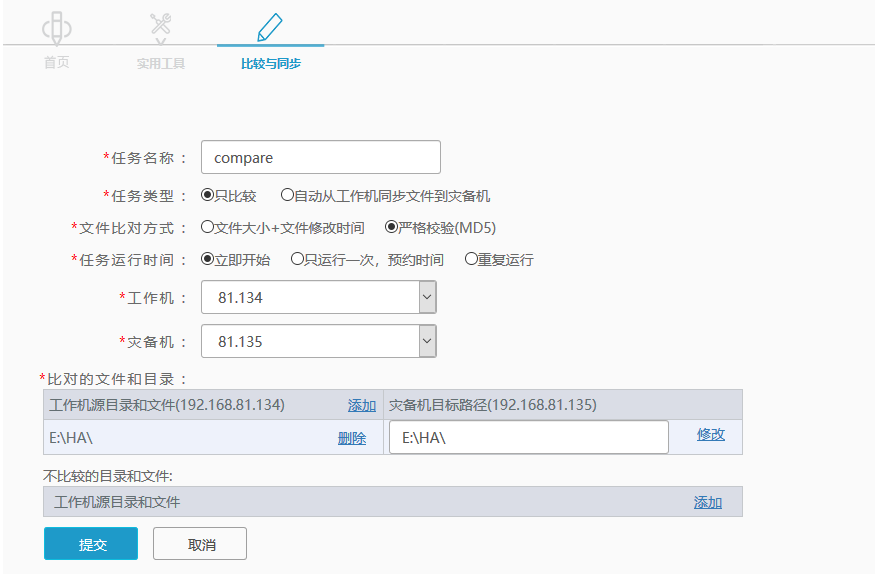 首页 实用工具 比较与同步
*任务名称 : compare
*任务类型 : 只比较 自动从工作机同步文件到灾备机
*文件比对方式 : 文件大小+文件修改时间 严格校验(MD5)
*任务运行时间 : 立即开始 只运行一次，预约时间 重复运行
*工作机 : 81.134
*灾备机 : 81.135
*比对的文件和目录 :
工作机源目录和文件(192.168.81.134) 添加 灾备机目标路径(192.168.81.135)
E:\HA\ 删除 E:\HA\ 修改
不比较的目录和文件:
工作机源目录和文件 添加
提交 取消